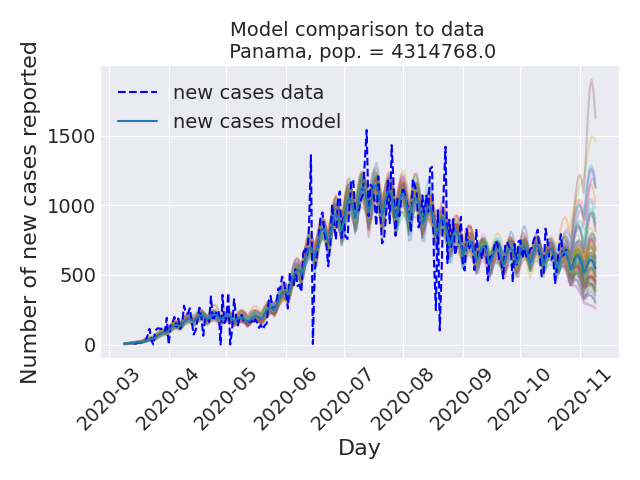 Model comparison to data
Panama, pop. = 4314768.0
new cases data
new cases model
Number of new cases reported
1500
1000
500
0
2020-03
2020-04
2020-05
2020-06
2020-07
2020-08
2020-09
2020-10
2020-11
Day